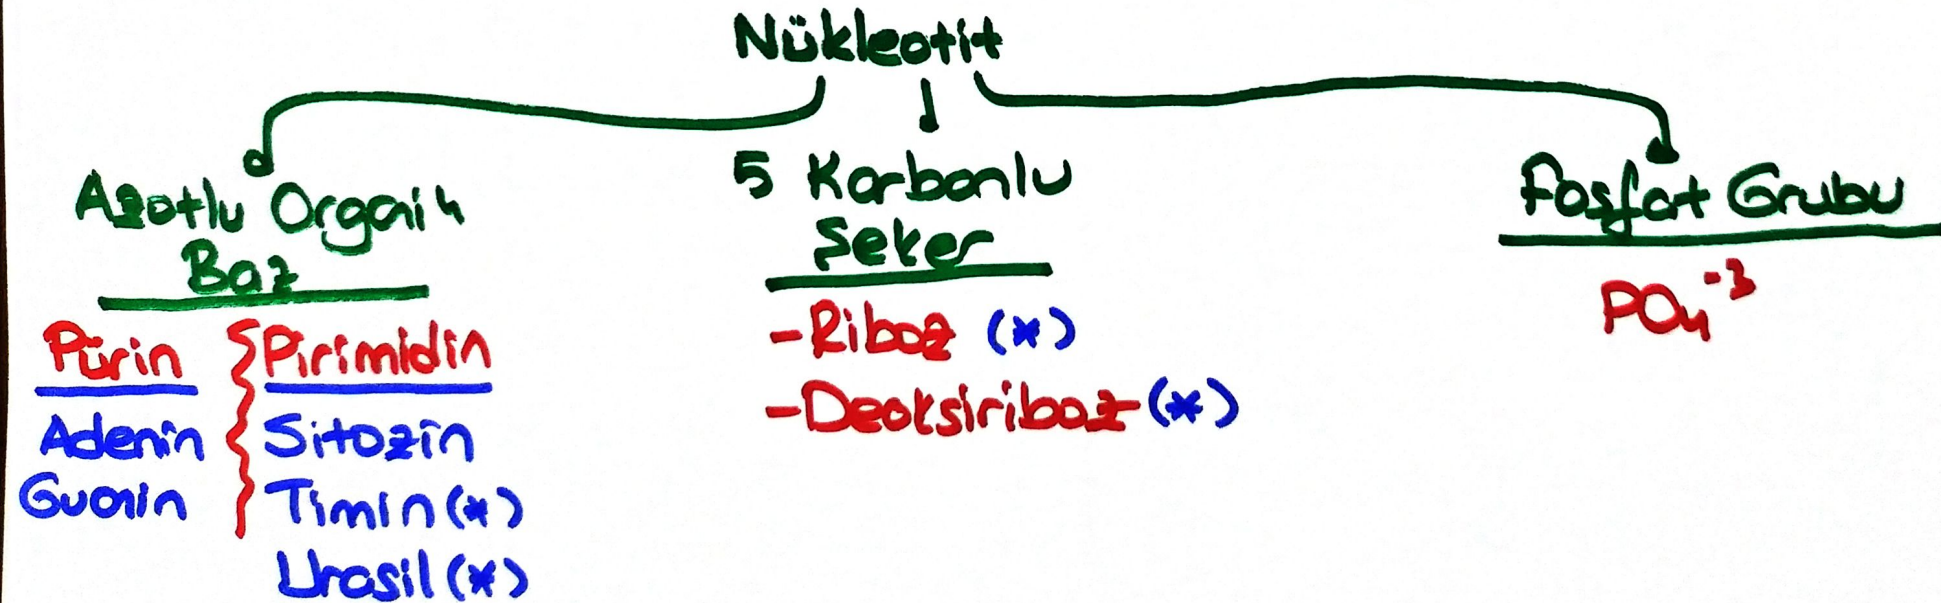 Nükleotit
Azotlu Orgaik
Baz
Pürin
Pirimidin
Adenin
Sitozin
Guanin
Timin (*)
Urasil (*)
5 Karbonlu
Şeker
-Riboz (*)
-Deoksiriboz (*)
Fosfat Grubu
PO₄⁻³